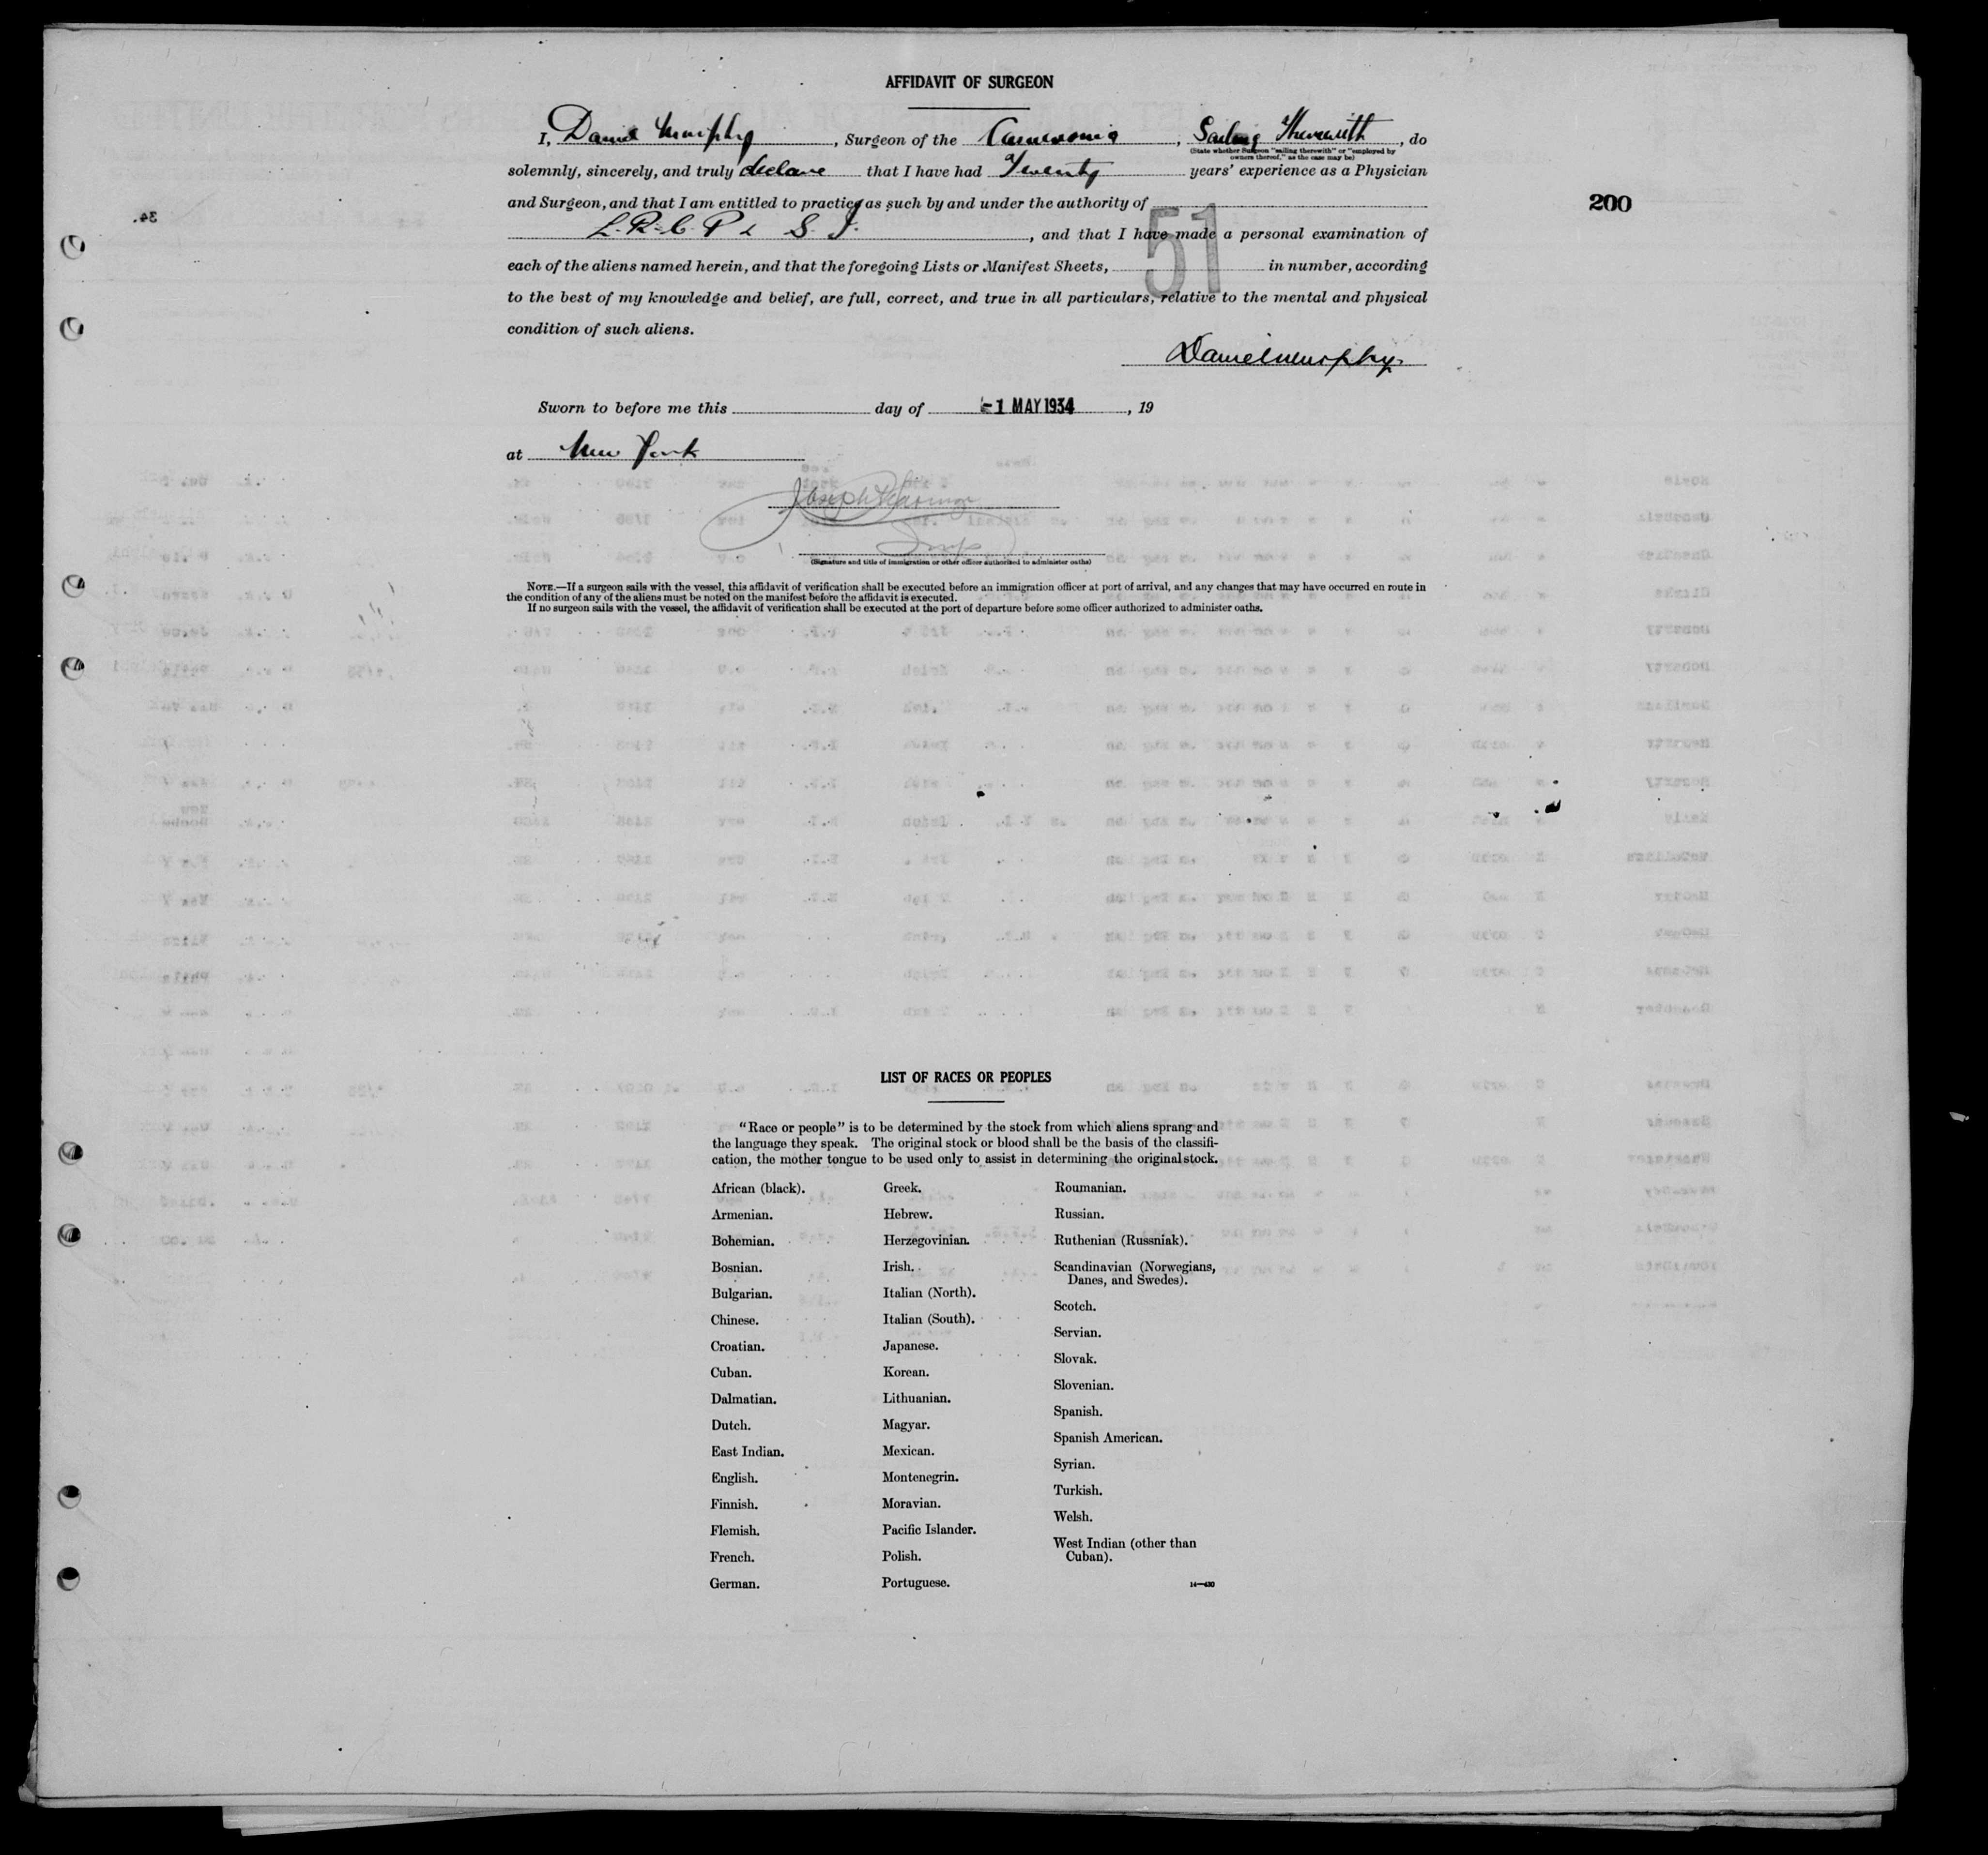 AFFIDAVIT OF SURGEON
I, Daniel Murphy, Surgeon of the Cameronia, Sailing Therewith, do
(State whether Surgeon "sailing therewith" or "employed by
owners thereof," as the case may be)
solemnly, sincerely, and truly declare that I have had Twenty years' experience as a Physician
200
and Surgeon, and that I am entitled to practice as such by and under the authority of
34.
L.R.C.P & S. I., and that I have made a personal examination of
each of the aliens named herein, and that the foregoing Lists or Manifest Sheets, 51 in number, according
to the best of my knowledge and belief, are full, correct, and true in all particulars, relative to the mental and physical
condition of such aliens.
Daniel Murphy
Sworn to before me this day of -1 MAY 1934, 19
at New York
Joseph
Insp
(Signature and title of immigration or other officer authorized to administer oaths)
NOTE.—If a surgeon sails with the vessel, this affidavit of verification shall be executed before an immigration officer at port of arrival, and any changes that may have occurred en route in
the condition of any of the aliens must be noted on the manifest before the affidavit is executed.
If no surgeon sails with the vessel, the affidavit of verification shall be executed at the port of departure before some officer authorized to administer oaths.
LIST OF RACES OR PEOPLES
"Race or people" is to be determined by the stock from which aliens sprang and
the language they speak. The original stock or blood shall be the basis of the classifi-
cation, the mother tongue to be used only to assist in determining the original stock.
African (black).
Armenian.
Bohemian.
Bosnian.
Bulgarian.
Chinese.
Croatian.
Cuban.
Dalmatian.
Dutch.
East Indian.
English.
Finnish.
Flemish.
French.
German.
Greek.
Hebrew.
Herzegovinian.
Irish.
Italian (North).
Italian (South).
Japanese.
Korean.
Lithuanian.
Magyar.
Mexican.
Montenegrin.
Moravian.
Pacific Islander.
Polish.
Portuguese.
Roumanian.
Russian.
Ruthenian (Russniak).
Scandinavian (Norwegians,
Danes, and Swedes).
Scotch.
Servian.
Slovak.
Slovenian.
Spanish.
Spanish American.
Syrian.
Turkish.
Welsh.
West Indian (other than
Cuban).
14—430